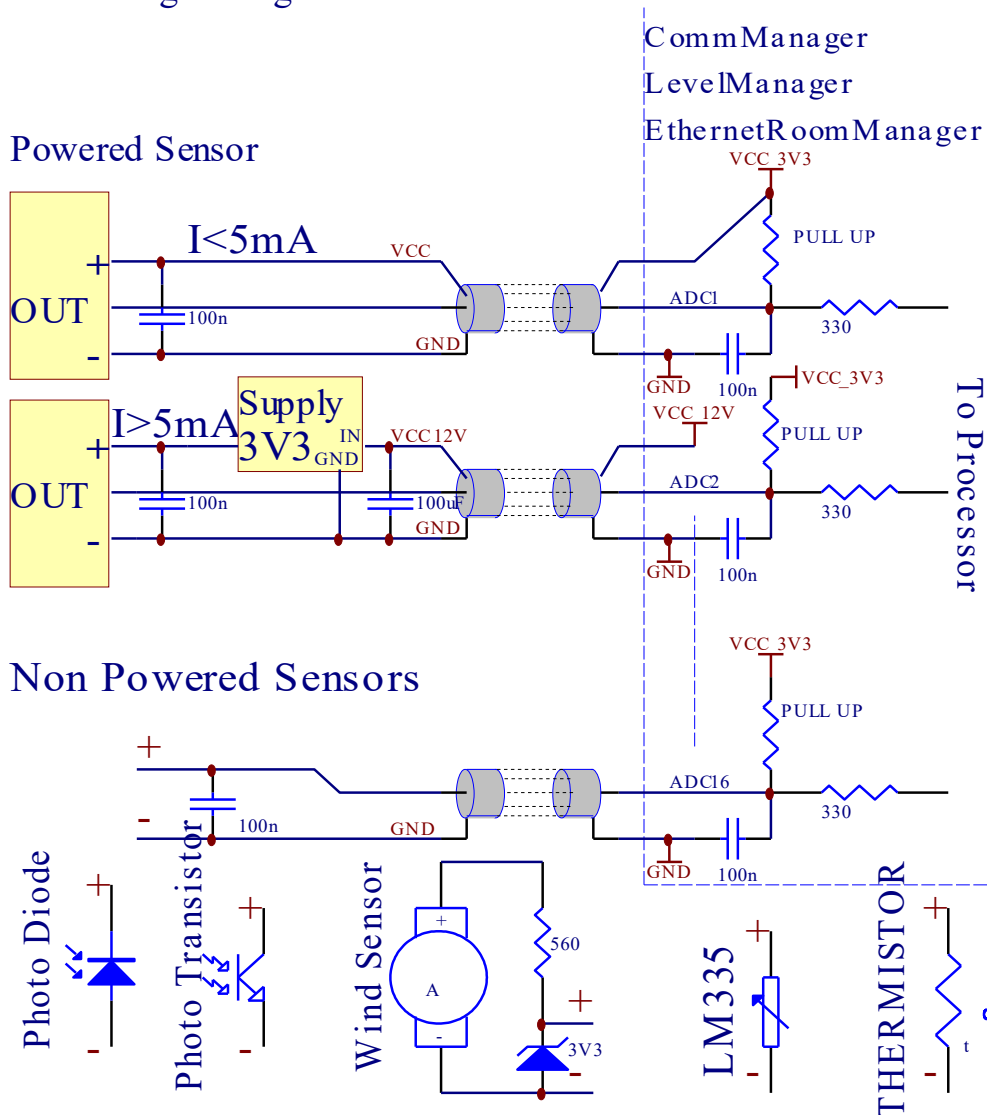 CommManager
LevelManager
EthernetRoomManager
Powered Sensor
VCC_3V3
PULL UP
+
I<5mA
VCC
OUT
100n
ADC1
330
-
GND
GND
100n
VCC_3V3
Supply
3V3
IN
GND
I>5mA
VCC12V
VCC_12V
PULL UP
+
OUT
100n
100uF
ADC2
330
-
GND
GND
100n
To Processor
Non Powered Sensors
VCC_3V3
PULL UP
+
-
100n
GND
ADC16
330
GND
100n
Photo Diode
+
-
Photo Transistor
+
-
Wind Sensor
+
A
-
560
+
3V3
-
LM335
+
-
THERMISTOR
+
-
t